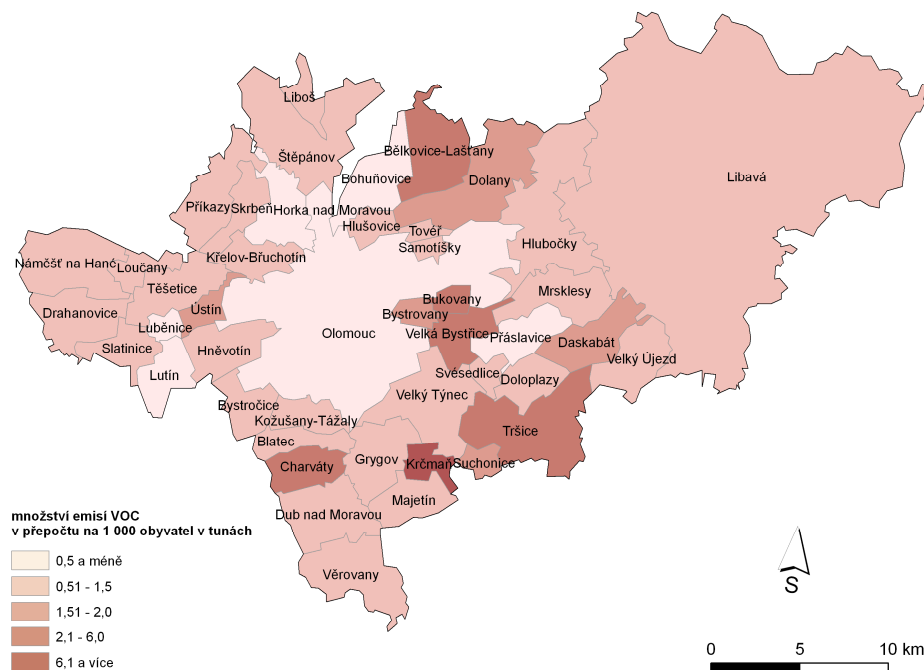 Liboš
Štěpánov
Bělkovice-Lašťany
Bohuňovice
Dolany
Libavá
Příkazy
Skrbeň
Horka nad Moravou
Hlušovice
Tovéř
Samotíšky
Hlubočky
Náměšť na Hané
Loučany
Křelov-Břuchotín
Těšetice
Mrsklesy
Drahanovice
Ústín
Bukovany
Bystrovany
Luběnice
Olomouc
Velká Bystřice
Přáslavice
Daskabát
Slatinice
Hněvotín
Velký Újezd
Lutín
Svésedlice
Doloplazy
Velký Týnec
Bystročice
Kožušany-Tážaly
Tršice
Blatec
Charváty
Grygov
Krčmaň
Suchonice
Majetín
Dub nad Moravou
Věrovany
množství emisí VOC
v přepočtu na 1 000 obyvatel v tunách
0,5 a méně
0,51 - 1,5
1,51 - 2,0
2,1 - 6,0
6,1 a více
S
0 5 10 km